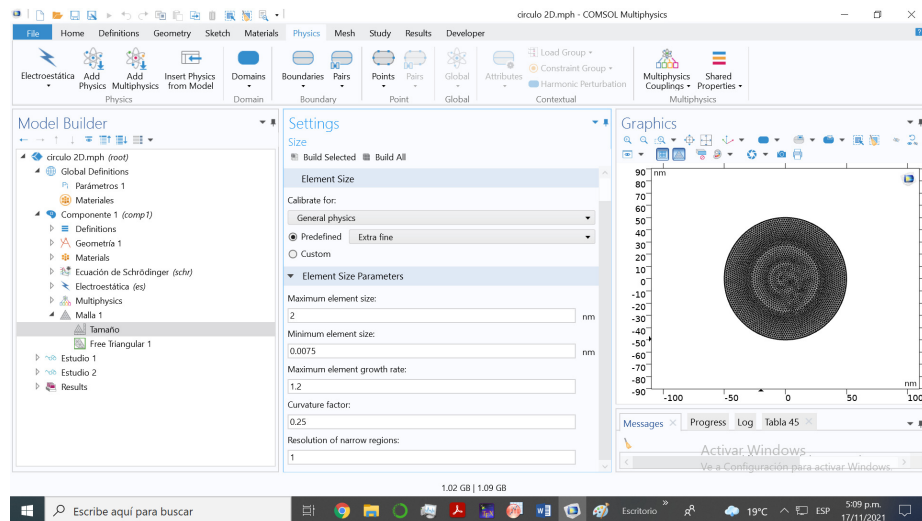 circulo 2D.mph - COMSOL Multiphysics
File Home Definitions Geometry Sketch Materials Physics Mesh Study Results Developer
Electroestática
Add Physics
Add Multiphysics
Insert Physics from Model
Domains
Boundaries
Pairs
Points
Pairs
Global
Attributes
Load Group
Constraint Group
Harmonic Perturbation
Multiphysics Couplings
Shared Properties
Physics Domain Boundary Point Global Contextual Multiphysics
Model Builder
circulo 2D.mph (root)
Global Definitions
Pi Parámetros 1
Materiales
Componente 1 (comp1)
Definitions
Geometría 1
Materials
Ecuación de Schrödinger (schr)
Electroestática (es)
Multiphysics
Malla 1
Tamaño
Free Triangular 1
Estudio 1
Estudio 2
Results
Settings
Size
Build Selected Build All
Element Size
Calibrate for:
General physics
Predefined Extra fine
Custom
Element Size Parameters
Maximum element size:
2 nm
Minimum element size:
0.0075 nm
Maximum element growth rate:
1.2
Curvature factor:
0.25
Resolution of narrow regions:
1
Graphics
90 nm
80
70
60
50
40
30
20
10
0
-10
-20
-30
-40
-50
-60
-70
-80
-90
nm
-100 -50 0 50 100
Messages Progress Log Tabla 45
Activar Windows
Ve a Configuración para activar Windows.
1.02 GB | 1.09 GB
Escribe aquí para buscar
Escritorio
19°C
ESP
5:09 p.m.
17/11/2021